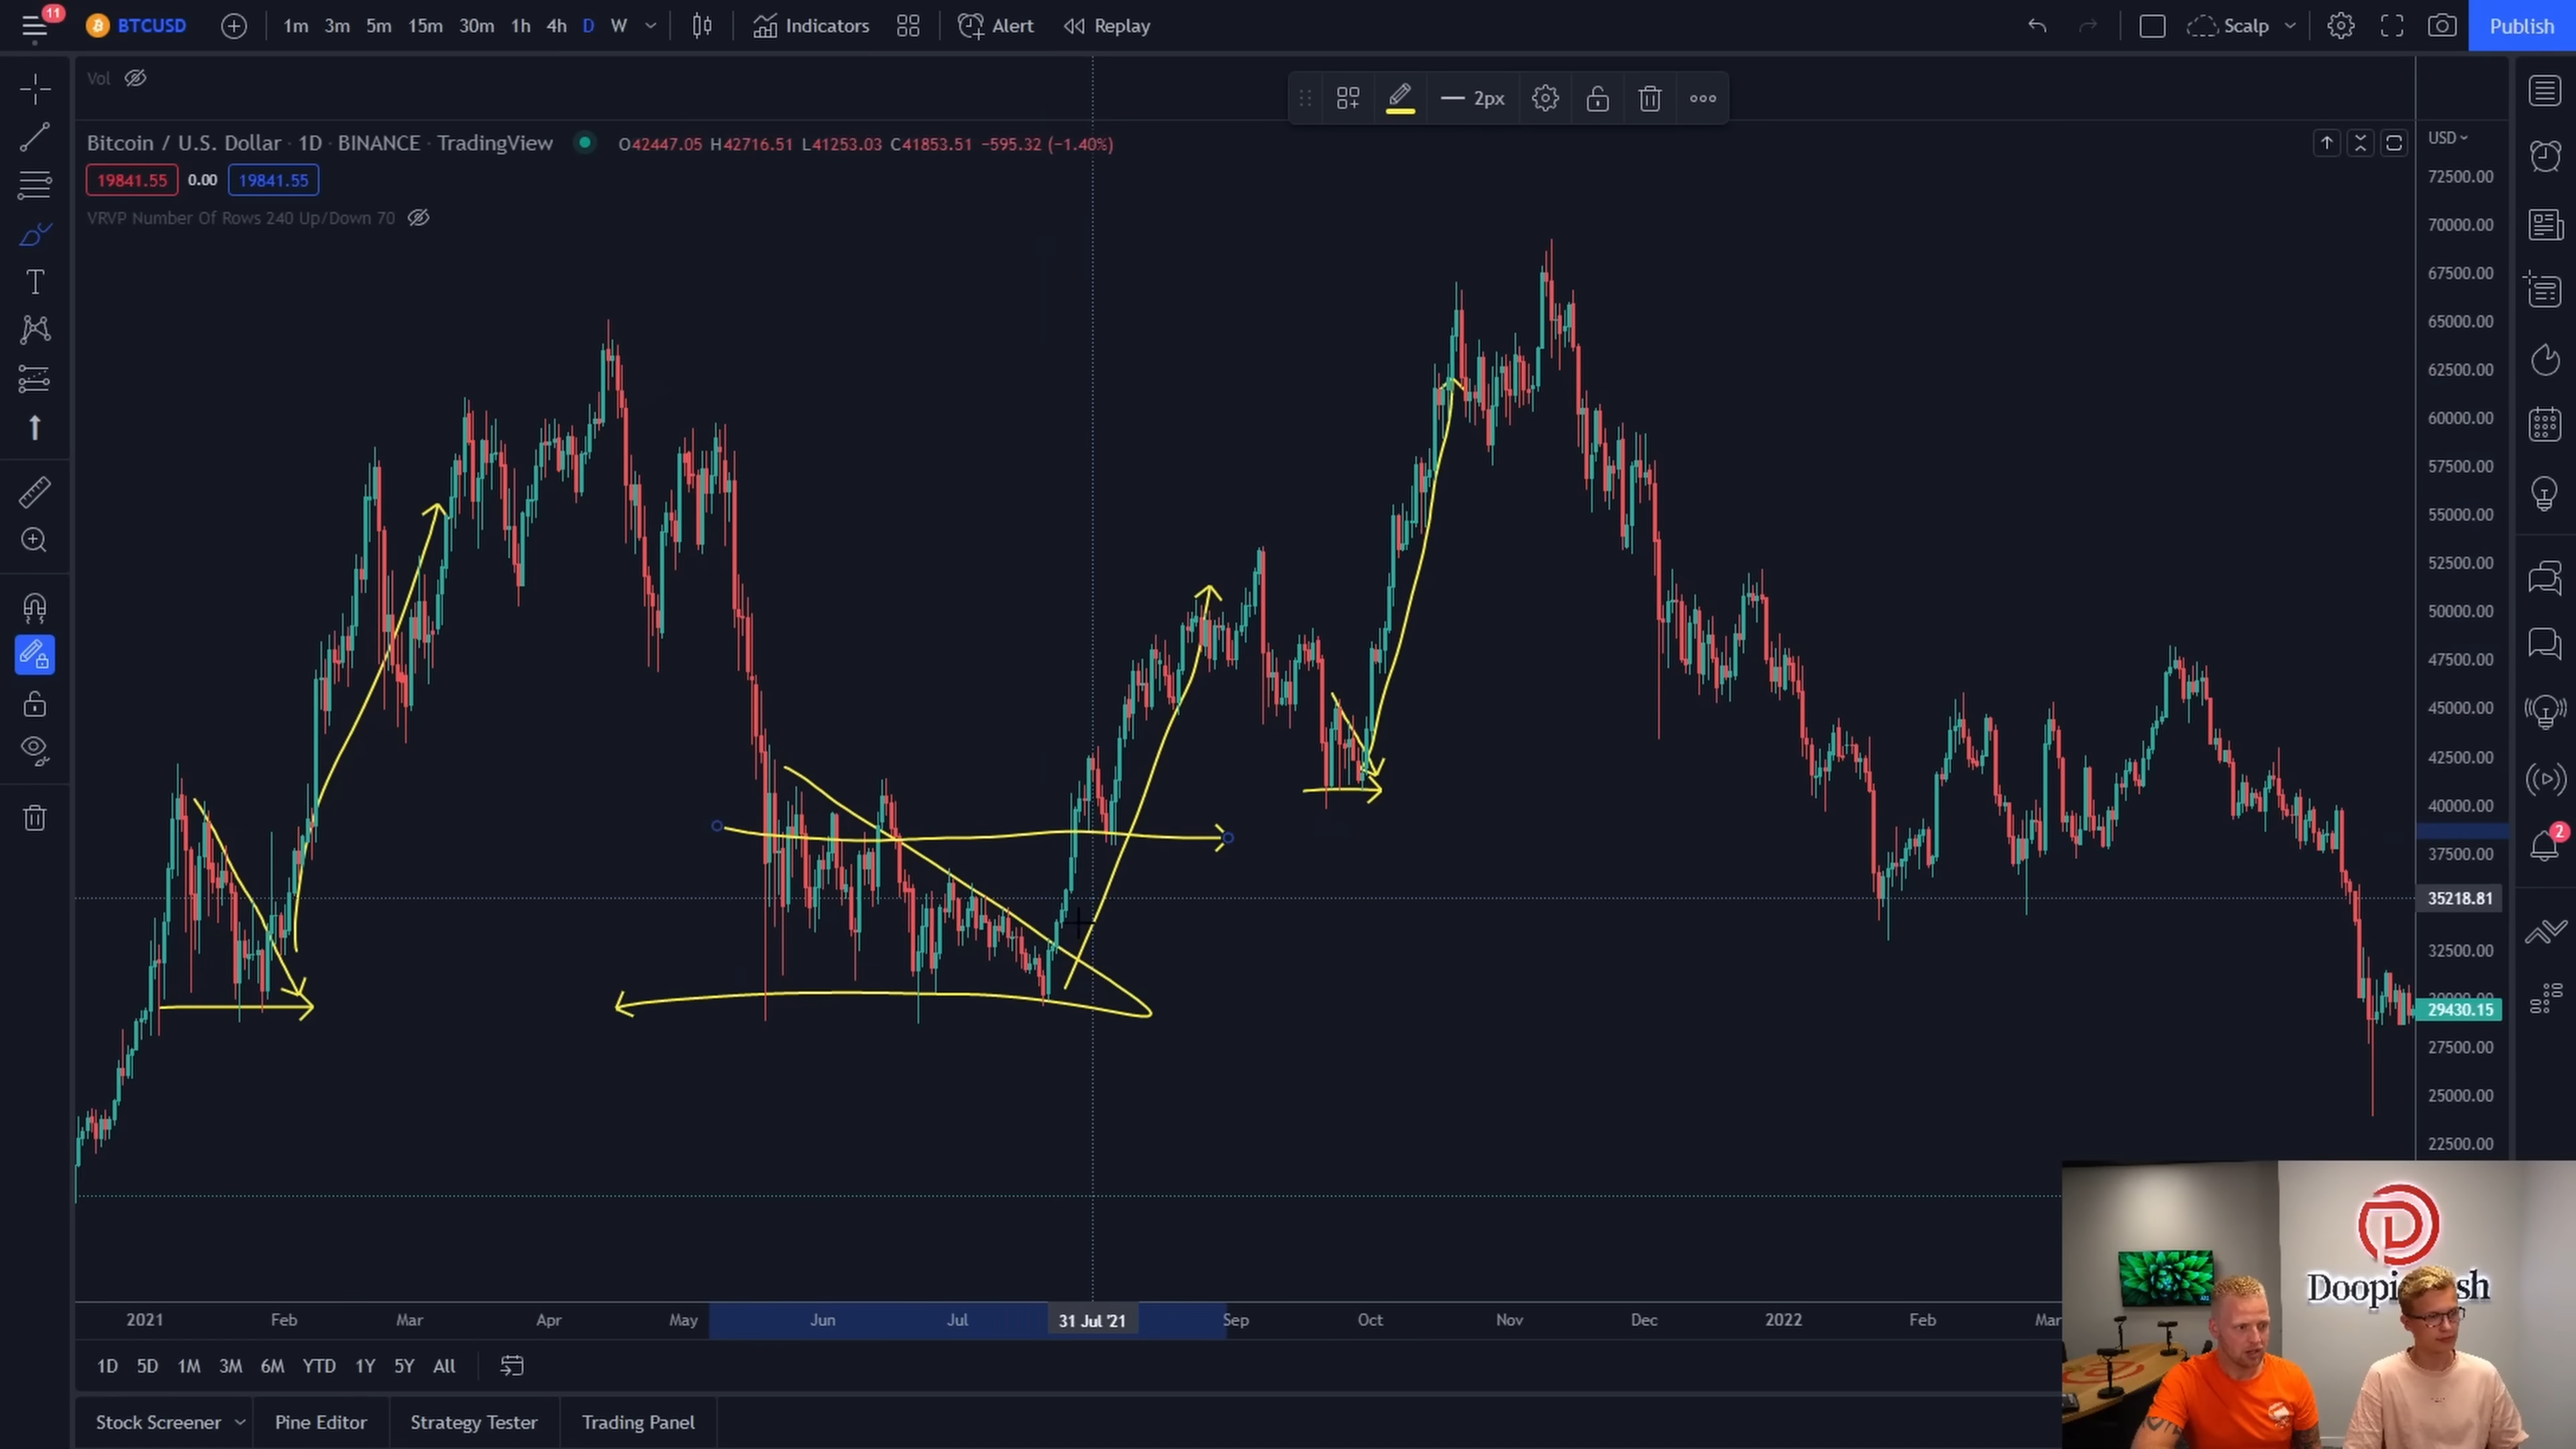 11
BTCUSD 1m 3m 5m 15m 30m 1h 4h D W Indicators Alert Replay Scalp Publish
Vol
2px
Bitcoin / U.S. Dollar · 1D · BINANCE · TradingView O42447.05 H42716.51 L41253.03 C41853.51 −595.32 (−1.40%)
USD
19841.55 0.00 19841.55
VRVP Number Of Rows 240 Up/Down 70
72500.00
70000.00
67500.00
65000.00
62500.00
60000.00
57500.00
55000.00
52500.00
50000.00
47500.00
45000.00
42500.00
40000.00
2
37500.00
35218.81
32500.00
29430.15
27500.00
25000.00
22500.00
2021 Feb Mar Apr May Jun Jul 31 Jul '21 Sep Oct Nov Dec 2022 Feb Mar
1D 5D 1M 3M 6M YTD 1Y 5Y All
Stock Screener Pine Editor Strategy Tester Trading Panel